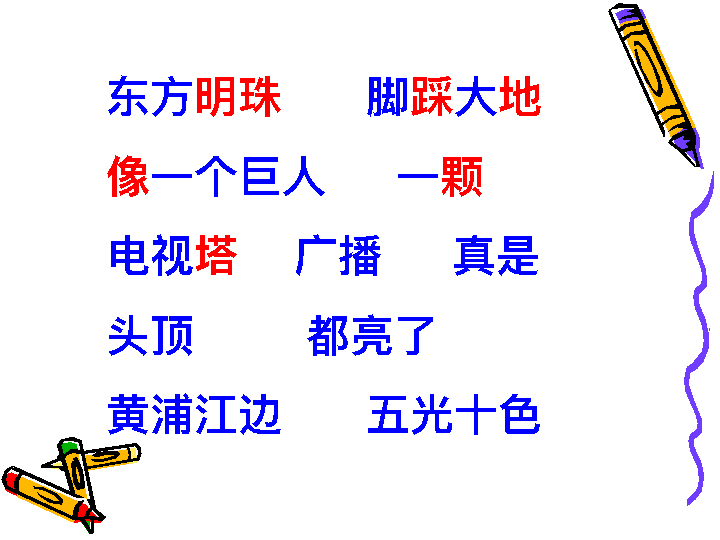 东方明珠 脚踩大地
像一个巨人 一颗
电视塔 广播 真是
头顶 都亮了
黄浦江边 五光十色